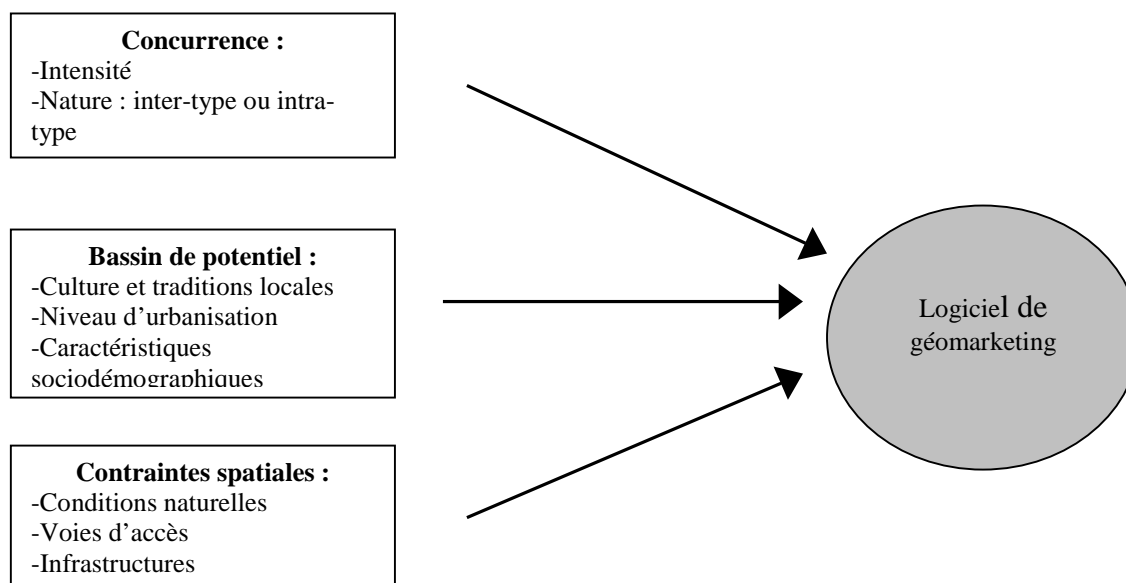 Concurrence :
-Intensité
-Nature : inter-type ou intra-
type
Bassin de potentiel :
-Culture et traditions locales
-Niveau d’urbanisation
-Caractéristiques
sociodémographiques
Contraintes spatiales :
-Conditions naturelles
-Voies d’accès
-Infrastructures
Logiciel de
géomarketing